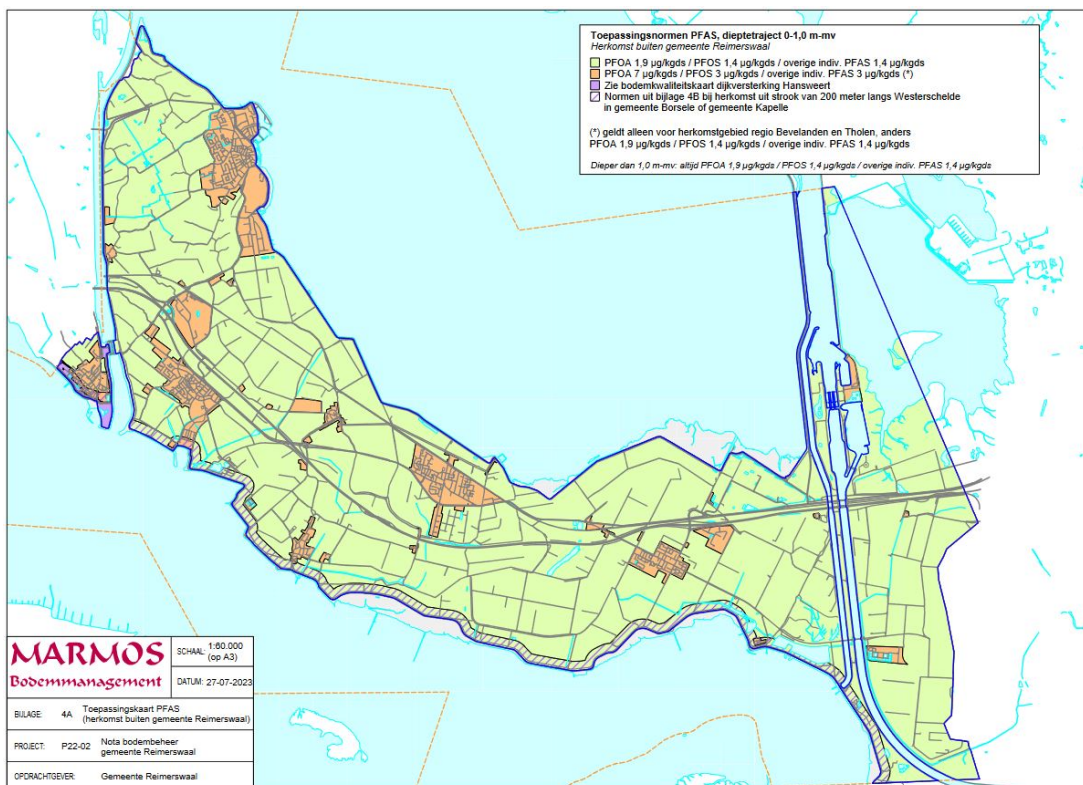 Toepassingsnormen PFAS, dieptetraject 0-1,0 m-mv
Herkomst buiten gemeente Reimerswaal
PFOA 1,9 µg/kgds / PFOS 1,4 µg/kgds / overige indiv. PFAS 1,4 µg/kgds
PFOA 7 µg/kgds / PFOS 3 µg/kgds / overige indiv. PFAS 3 µg/kgds (*)
Zie bodemkwaliteitskaart dijkversterking Hansweert
Normen uit bijlage 4B bij herkomst uit strook van 200 meter langs Westerschelde
in gemeente Borsele of gemeente Kapelle
(*) geldt alleen voor herkomstgebied regio Bevelanden en Tholen, anders
PFOA 1,9 µg/kgds / PFOS 1,4 µg/kgds / overige indiv. PFAS 1,4 µg/kgds
Dieper dan 1,0 m-mv: altijd PFOA 1,9 µg/kgds / PFOS 1,4 µg/kgds / overige indiv. PFAS 1,4 µg/kgds
MARMOS
Bodemmanagement
SCHAAL: 1:60.000
(op A3)
DATUM: 27-07-2023
BIJLAGE: 4A Toepassingskaart PFAS
(herkomst buiten gemeente Reimerswaal)
PROJECT: P22-02 Nota bodembeheer
gemeente Reimerswaal
OPDRACHTGEVER: Gemeente Reimerswaal